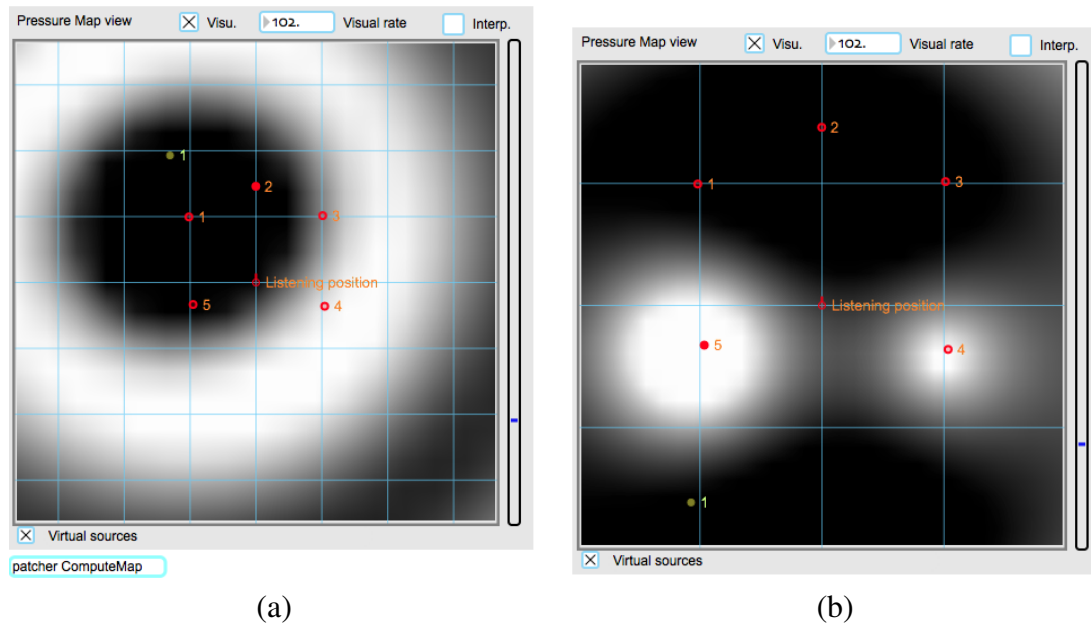 Pressure Map view Visu. 102. Visual rate Interp.
1
2
1
3
Listening position
5
4
Virtual sources
patcher ComputeMap
(a)
Pressure Map view Visu. 102. Visual rate Interp.
2
1
3
Listening position
5
4
1
Virtual sources
(b)